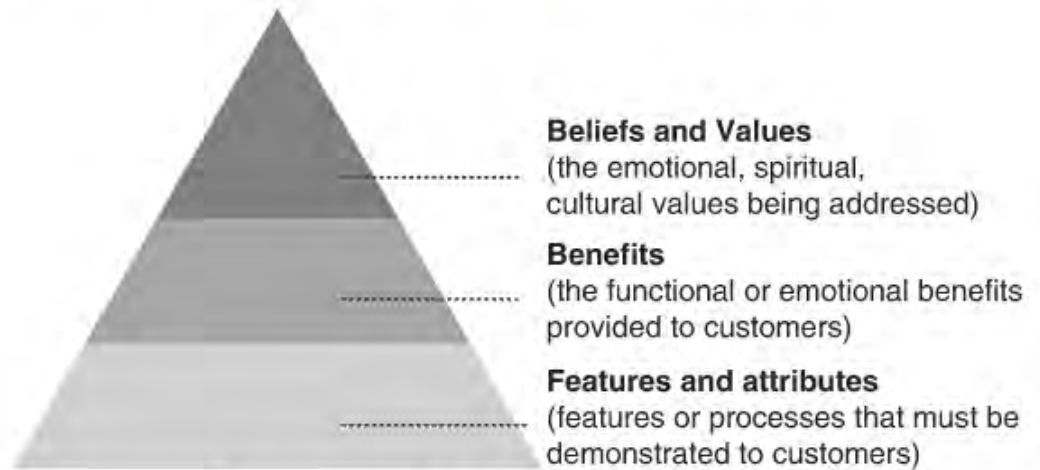 Beliefs and Values
(the emotional, spiritual,
cultural values being addressed)
Benefits
(the functional or emotional benefits
provided to customers)
Features and attributes
(features or processes that must be
demonstrated to customers)